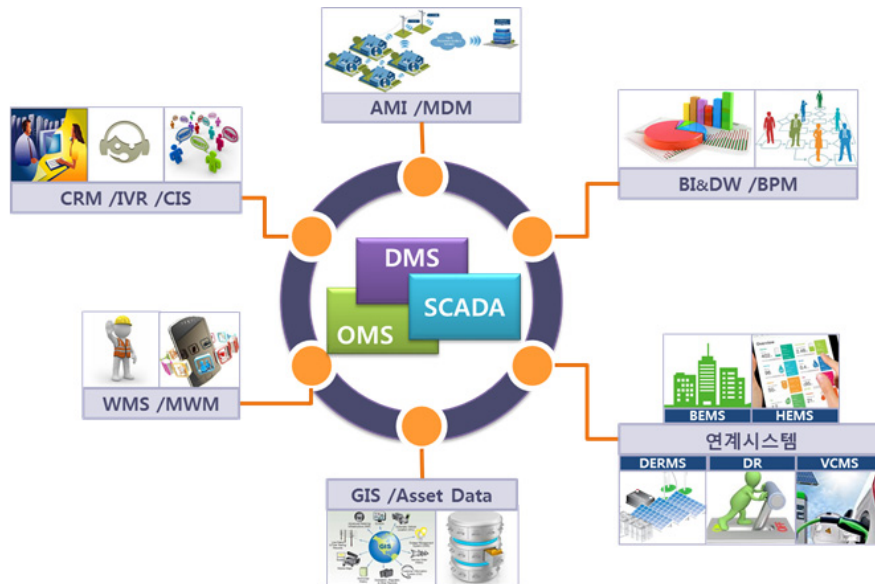 AMI /MDM
CRM /IVR /CIS
BI&DW /BPM
DMS
SCADA
OMS
WMS /MWM
BEMS
HEMS
연계시스템
DERMS
DR
VCMS
GIS /Asset Data
GIS